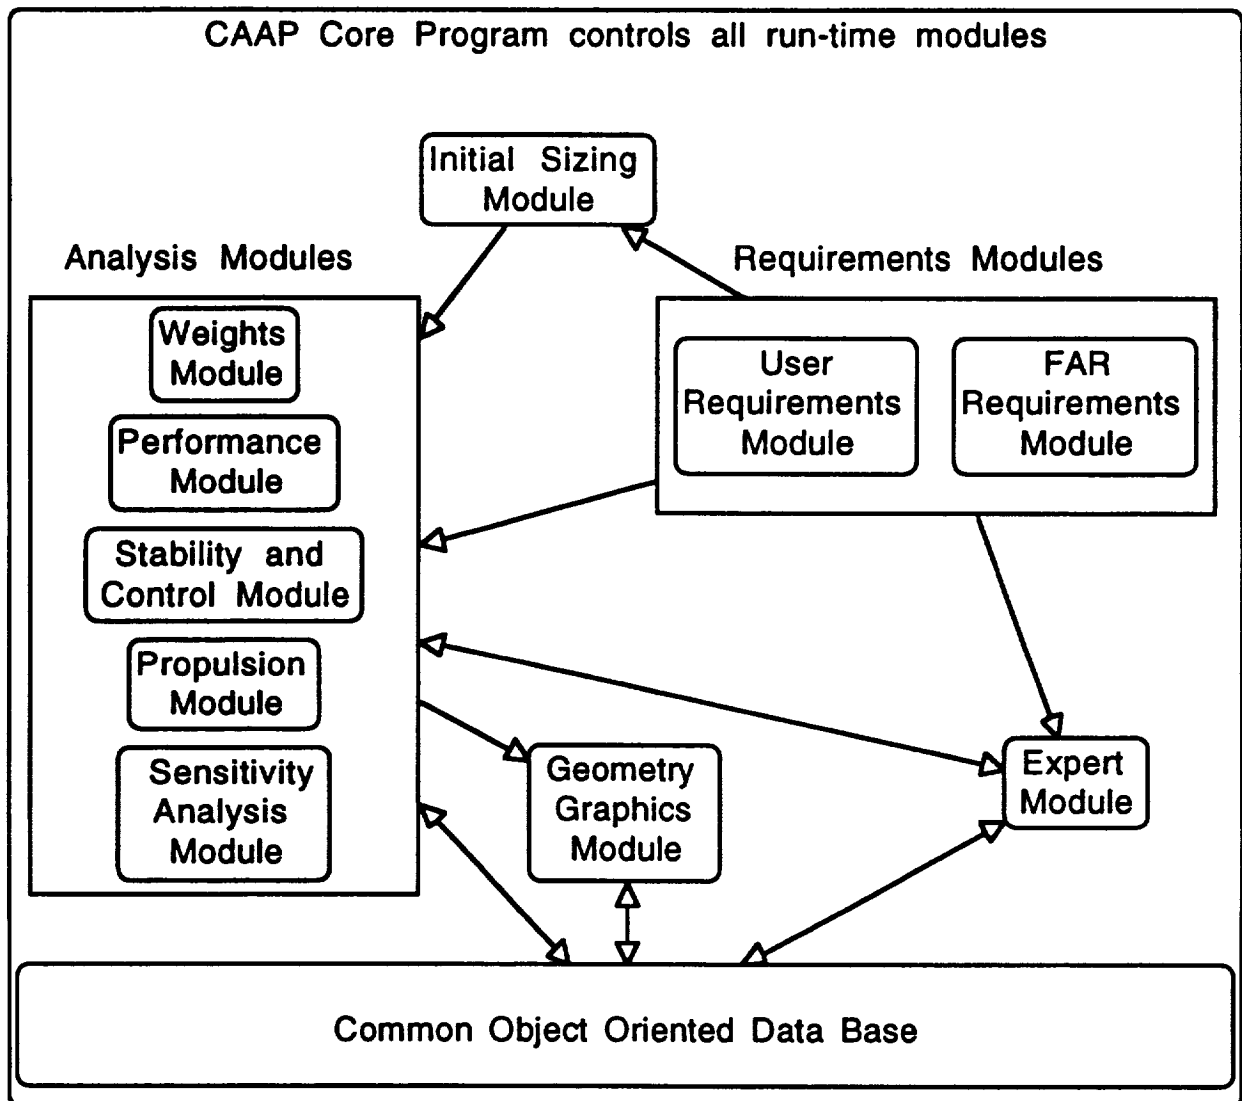 CAAP Core Program controls all run-time modules
Initial Sizing
Module
Analysis Modules
Requirements Modules
Weights
Module
Performance
Module
Stability and
Control Module
Propulsion
Module
Sensitivity
Analysis
Module
User
Requirements
Module
FAR
Requirements
Module
Geometry
Graphics
Module
Expert
Module
Common Object Oriented Data Base